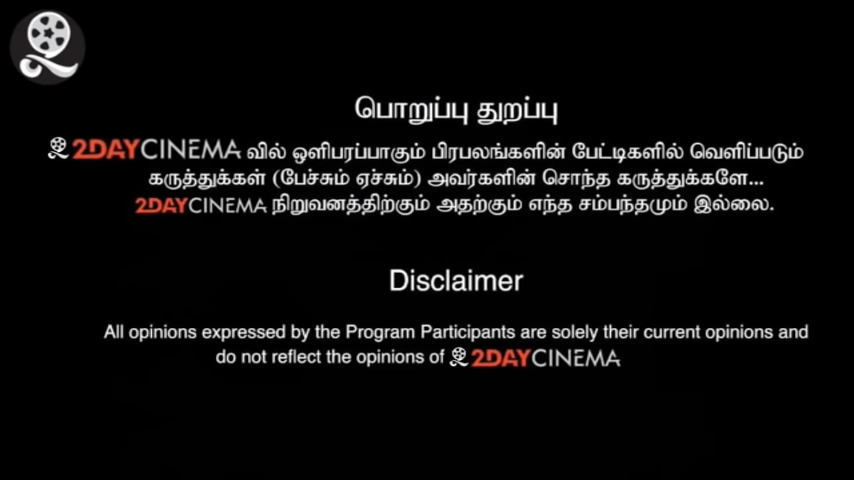 பொறுப்பு துறப்பு
2DAYCINEMA வில் ஒளிபரப்பாகும் பிரபலங்களின் பேட்டிகளில் வெளிப்படும்
கருத்துக்கள் (பேச்சும் ஏச்சும்) அவர்களின் சொந்த கருத்துக்களே...
2DAYCINEMA நிறுவனத்திற்கும் அதற்கும் எந்த சம்பந்தமும் இல்லை.
Disclaimer
All opinions expressed by the Program Participants are solely their current opinions and
do not reflect the opinions of 2DAYCINEMA